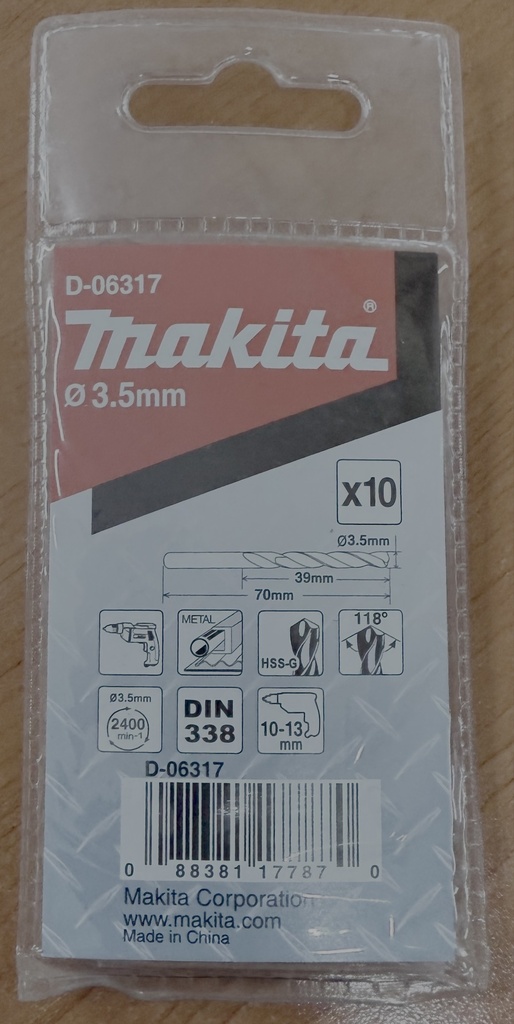 D-06317
makita®
Ø 3.5mm
x10
Ø3.5mm
39mm
70mm
METAL
HSS-G
118°
Ø3.5mm
2400
min-1
DIN
338
10-13
mm
D-06317
0 88381 17787 0
Makita Corporation
www.makita.com
Made in China